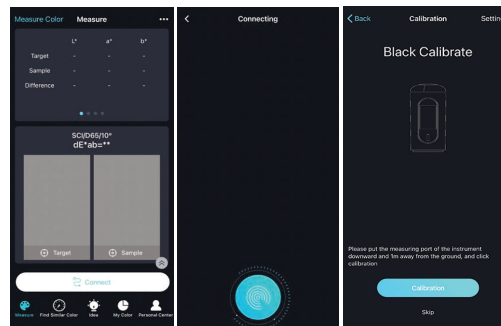 Measure Color Measure ...
L* a* b*
Target - - -
Sample - - -
Difference - - -
SCI/D65/10°
dE*ab=**
Target Sample
Connect
Measure Find Similar Color Idea My Color Personal Center
Connecting
Back Calibration Settin
Black Calibrate
Please put the measuring port of the instrument
downward and 1m away from the ground, and click
calibration
Calibration
Skip